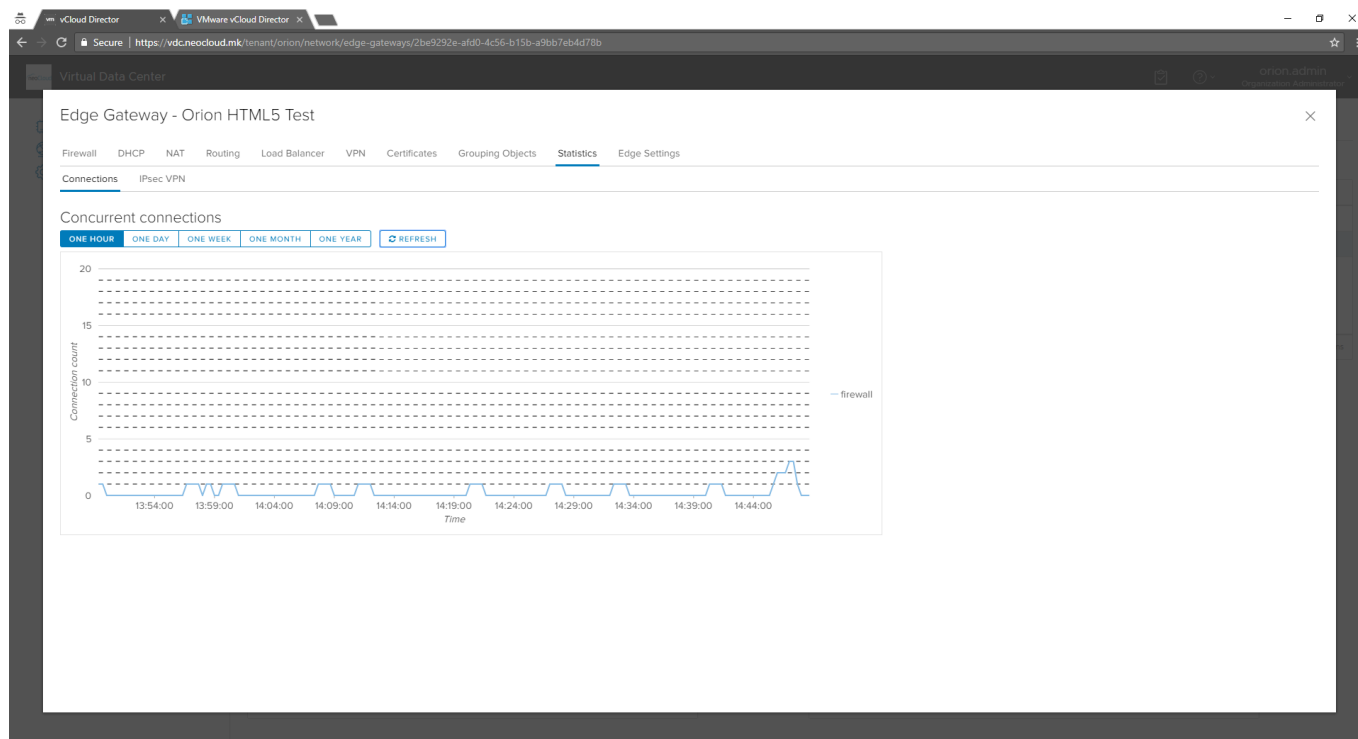 vm vCloud Director × VMware vCloud Director ×
Secure | https://vdc.neocloud.mk/tenant/orion/network/edge-gateways/2be9292e-afd0-4c56-b15b-a9bb7eb4d78b
Virtual Data Center
orion.admin
Organization Administrator
Edge Gateway - Orion HTML5 Test
Firewall DHCP NAT Routing Load Balancer VPN Certificates Grouping Objects Statistics Edge Settings
Connections IPsec VPN
Concurrent connections
ONE HOUR ONE DAY ONE WEEK ONE MONTH ONE YEAR REFRESH
20
15
10
5
0
Connection count
firewall
13:54:00 13:59:00 14:04:00 14:09:00 14:14:00 14:19:00 14:24:00 14:29:00 14:34:00 14:39:00 14:44:00
Time